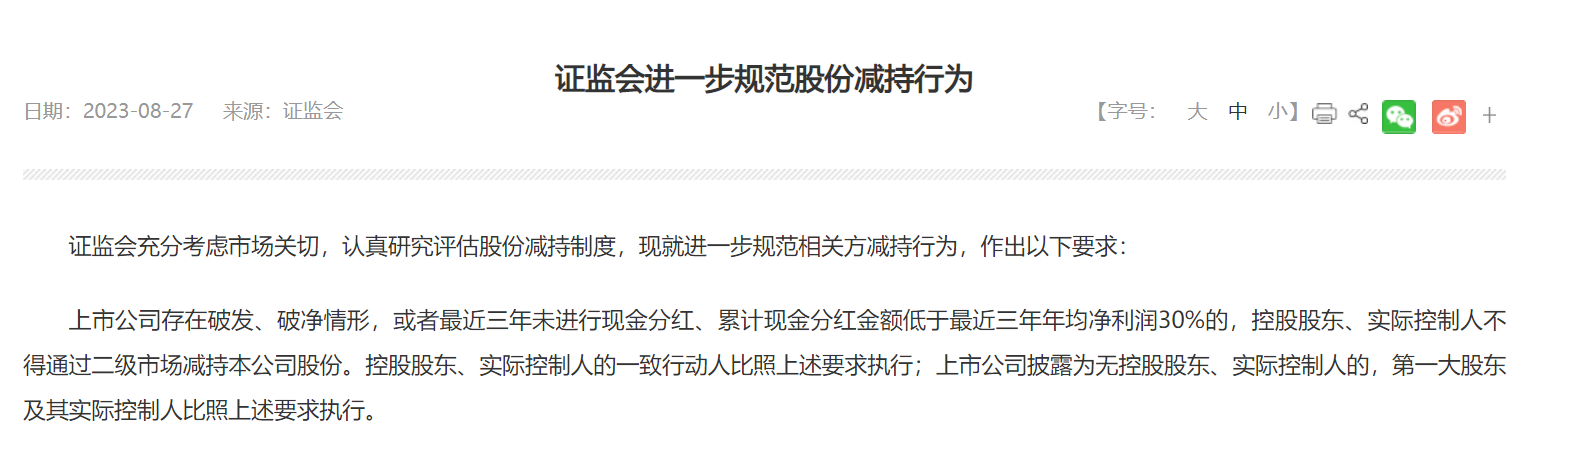 证监会进一步规范股份减持行为
日期：2023-08-27 来源：证监会
【字号： 大 中 小】
证监会充分考虑市场关切，认真研究评估股份减持制度，现就进一步规范相关方减持行为，作出以下要求：
上市公司存在破发、破净情形，或者最近三年未进行现金分红、累计现金分红金额低于最近三年年均净利润30%的，控股股东、实际控制人不
得通过二级市场减持本公司股份。控股股东、实际控制人的一致行动人比照上述要求执行；上市公司披露为无控股股东、实际控制人的，第一大股东
及其实际控制人比照上述要求执行。